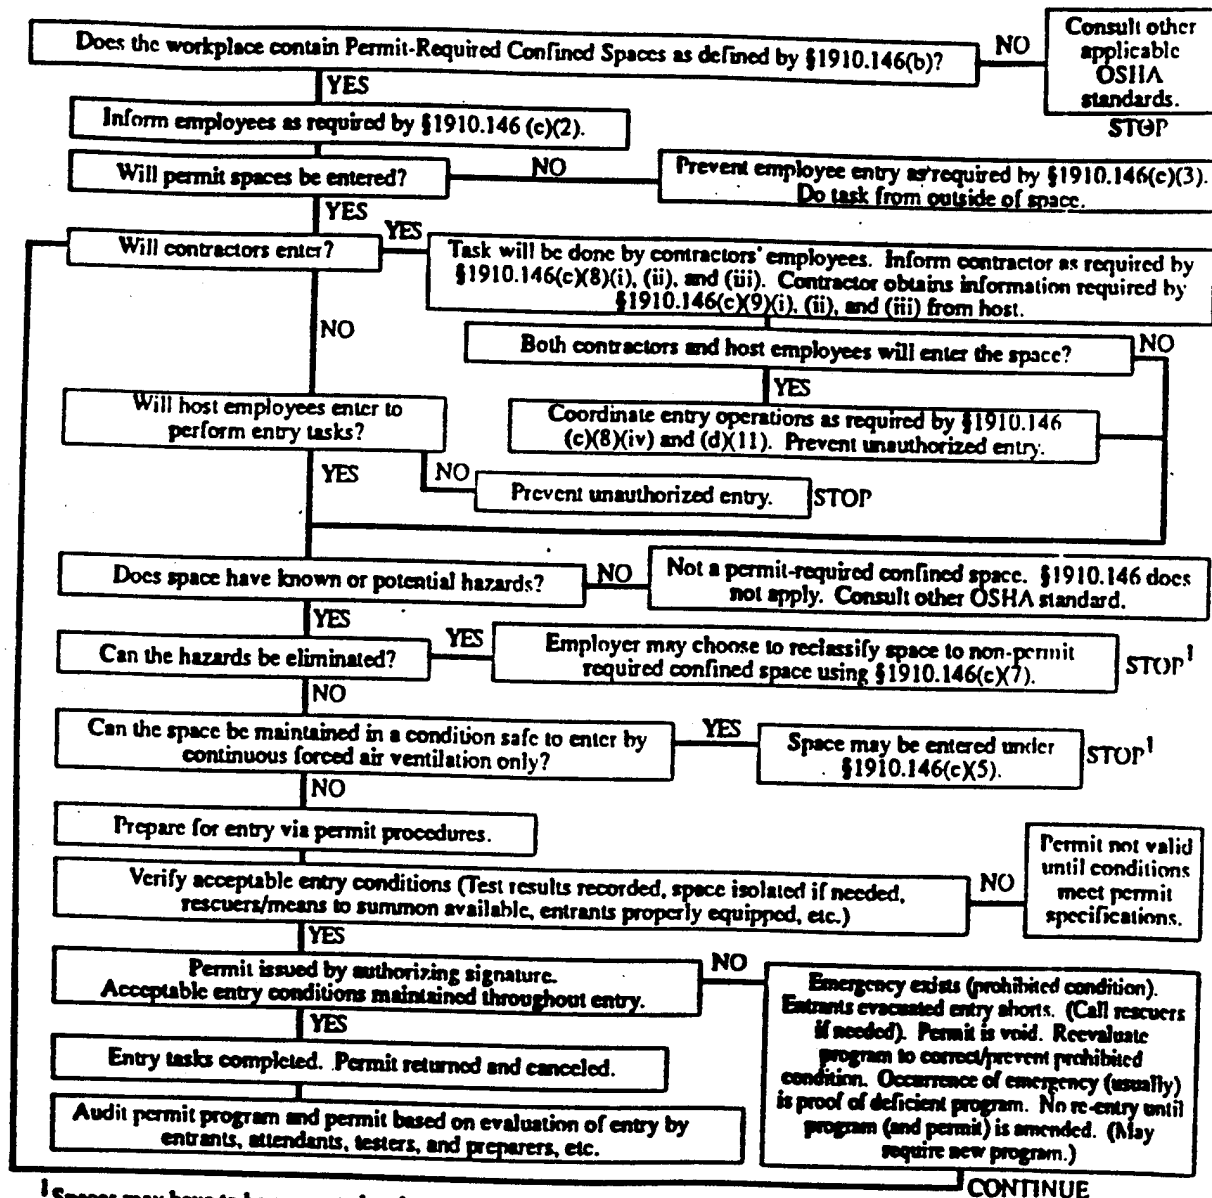 Does the workplace contain Permit-Required Confined Spaces as defined by §1910.146(b)?
NO
Consult other
applicable
OSHA
standards.
STOP
YES
Inform employees as required by §1910.146 (c)(2).
Will permit spaces be entered?
NO
Prevent employee entry as required by §1910.146(c)(3).
Do task from outside of space.
YES
Will contractors enter?
YES
Task will be done by contractors' employees. Inform contractor as required by
§1910.146(c)(8)(i), (ii), and (iii). Contractor obtains information required by
§1910.146(c)(9)(i), (ii), and (iii) from host.
NO
Both contractors and host employees will enter the space?
NO
YES
Will host employees enter to
perform entry tasks?
Coordinate entry operations as required by §1910.146
(c)(8)(iv) and (d)(11). Prevent unauthorized entry.
YES
NO
Prevent unauthorized entry.
STOP
Does space have known or potential hazards?
NO
Not a permit-required confined space. §1910.146 does
not apply. Consult other OSHA standard.
YES
Can the hazards be eliminated?
YES
Employer may choose to reclassify space to non-permit
required confined space using §1910.146(c)(7).
STOP¹
NO
Can the space be maintained in a condition safe to enter by
continuous forced air ventilation only?
YES
Space may be entered under
§1910.146(c)(5).
STOP¹
NO
Prepare for entry via permit procedures.
Verify acceptable entry conditions (Test results recorded, space isolated if needed,
rescuers/means to summon available, entrants properly equipped, etc.)
NO
Permit not valid
until conditions
meet permit
specifications.
YES
Permit issued by authorizing signature.
Acceptable entry conditions maintained throughout entry.
NO
Emergency exists (prohibited condition).
Entrants evacuated entry aborts. (Call rescuers
if needed). Permit is void. Reevaluate
program to correct/prevent prohibited
condition. Occurrence of emergency (usually)
is proof of deficient program. No re-entry until
program (and permit) is amended. (May
require new program.)
YES
Entry tasks completed. Permit returned and canceled.
Audit permit program and permit based on evaluation of entry by
entrants, attendants, testers, and preparers, etc.
CONTINUE
¹Spaces may have to be